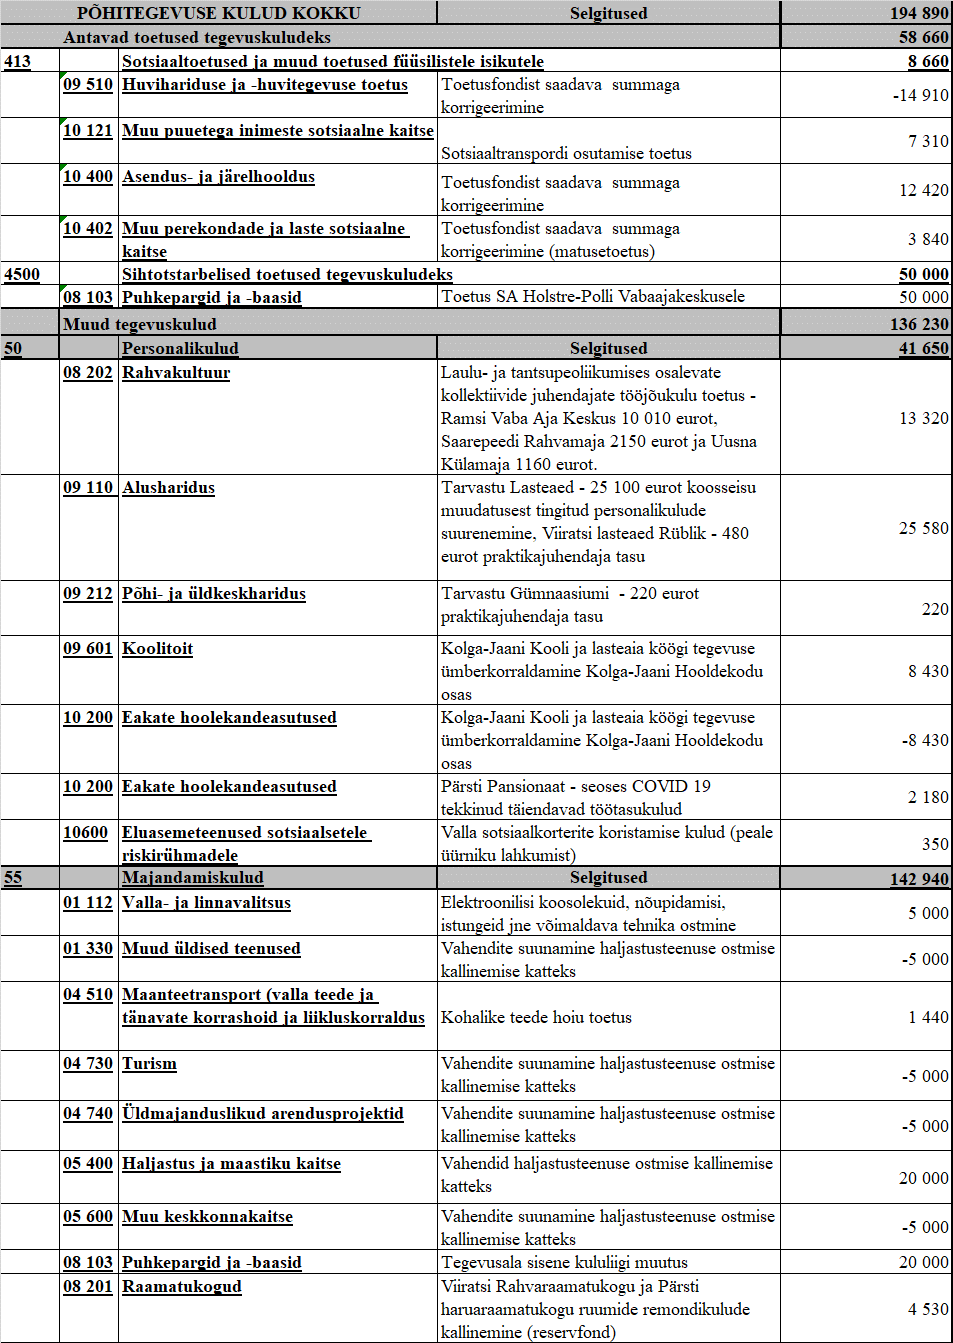 PÕHITEGEVUSE KULUD KOKKU Selgitused 194 890
Antavad toetused tegevuskuludeks 58 660
413 Sotsiaaltoetused ja muud toetused füüsilistele isikutele 8 660
09 510 Huvihariduse ja -huvitegevuse toetus Toetusfondist saadava summaga
korrigeerimine -14 910
10 121 Muu puuetega inimeste sotsiaalne kaitse
Sotsiaaltranspordi osutamise toetus 7 310
10 400 Asendus- ja järelhooldus Toetusfondist saadava summaga
korrigeerimine 12 420
10 402 Muu perekondade ja laste sotsiaalne Toetusfondist saadava summaga
kaitse korrigeerimine (matusetoetus) 3 840
4500 Sihtotstarbelised toetused tegevuskuludeks 50 000
08 103 Puhkepargid ja -baasid Toetus SA Holstre-Polli Vabaajakeskusele 50 000
Muud tegevuskulud 136 230
50 Personalikulud Selgitused 41 650
08 202 Rahvakultuur Laulu- ja tantsupeoliikumises osalevate
kollektiivide juhendajate tööjõukulu toetus -
Ramsi Vaba Aja Keskus 10 010 eurot, 13 320
Saarepeedi Rahvamaja 2150 eurot ja Uusna
Külamaja 1160 eurot.
09 110 Alusharidus Tarvastu Lasteaed - 25 100 eurot koosseisu
muudatusest tingitud personalikulude
suurenemine, Viiratsi lasteaed Rüblik - 480 25 580
eurot praktikajuhendaja tasu
09 212 Põhi- ja üldkeskharidus Tarvastu Gümnaasiumi - 220 eurot
praktikajuhendaja tasu 220
09 601 Koolitoit Kolga-Jaani Kooli ja lasteaia köögi tegevuse
ümberkorraldamine Kolga-Jaani Hooldekodu 8 430
osas
10 200 Eakate hoolekandeasutused Kolga-Jaani Kooli ja lasteaia köögi tegevuse
ümberkorraldamine Kolga-Jaani Hooldekodu -8 430
osas
10 200 Eakate hoolekandeasutused Pärsti Pansionaat - seoses COVID 19
tekkinud täiendavad töötasukulud 2 180
10600 Eluasemeteenused sotsiaalsetele Valla sotsiaalkorterite koristamise kulud (peale
riskirühmadele üürniku lahkumist) 350
55 Majandamiskulud Selgitused 142 940
01 112 Valla- ja linnavalitsus Elektroonilisi koosolekuid, nõupidamisi,
istungeid jne võimaldava tehnika ostmine 5 000
01 330 Muud üldised teenused Vahendite suunamine haljastusteenuse ostmise
kallinemise katteks -5 000
04 510 Maanteetransport (valla teede ja
tänavate korrashoid ja liikluskorraldus Kohalike teede hoiu toetus 1 440
04 730 Turism Vahendite suunamine haljastusteenuse ostmise
kallinemise katteks -5 000
04 740 Üldmajanduslikud arendusprojektid Vahendite suunamine haljastusteenuse ostmise
kallinemise katteks -5 000
05 400 Haljastus ja maastiku kaitse Vahendid haljastusteenuse ostmise kallinemise
katteks 20 000
05 600 Muu keskkonnakaitse Vahendite suunamine haljastusteenuse ostmise
kallinemise katteks -5 000
08 103 Puhkepargid ja -baasid Tegevusala sisene kululiigi muutus 20 000
08 201 Raamatukogud Viiratsi Rahvaraamatukogu ja Pärsti
haruraamatukogu ruumide remondikulude 4 530
kallinemine (reservfond)